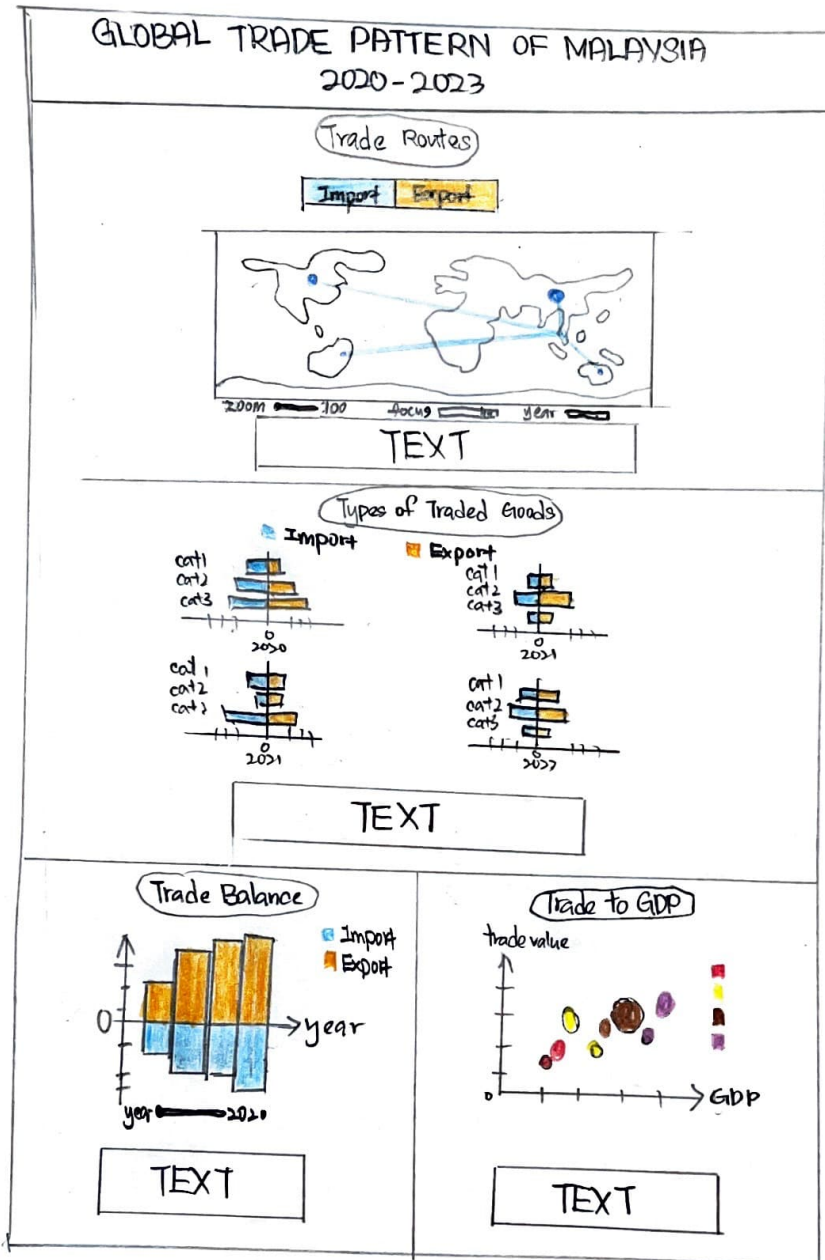 GLOBAL TRADE PATTERN OF MALAYSIA
2020-2023
Trade Routes
Import Export
zoom 100 focus year
TEXT
Types of Traded Goods
Import Export
cat1
cat2
cat3
0
2020
cat1
cat2
cat3
0
2021
cat1
cat2
cat3
0
2021
cat1
cat2
cat3
0
2022
TEXT
Trade Balance
Import
Export
0
year
year 2020
TEXT
Trade to GDP
trade value
0
GDP
TEXT